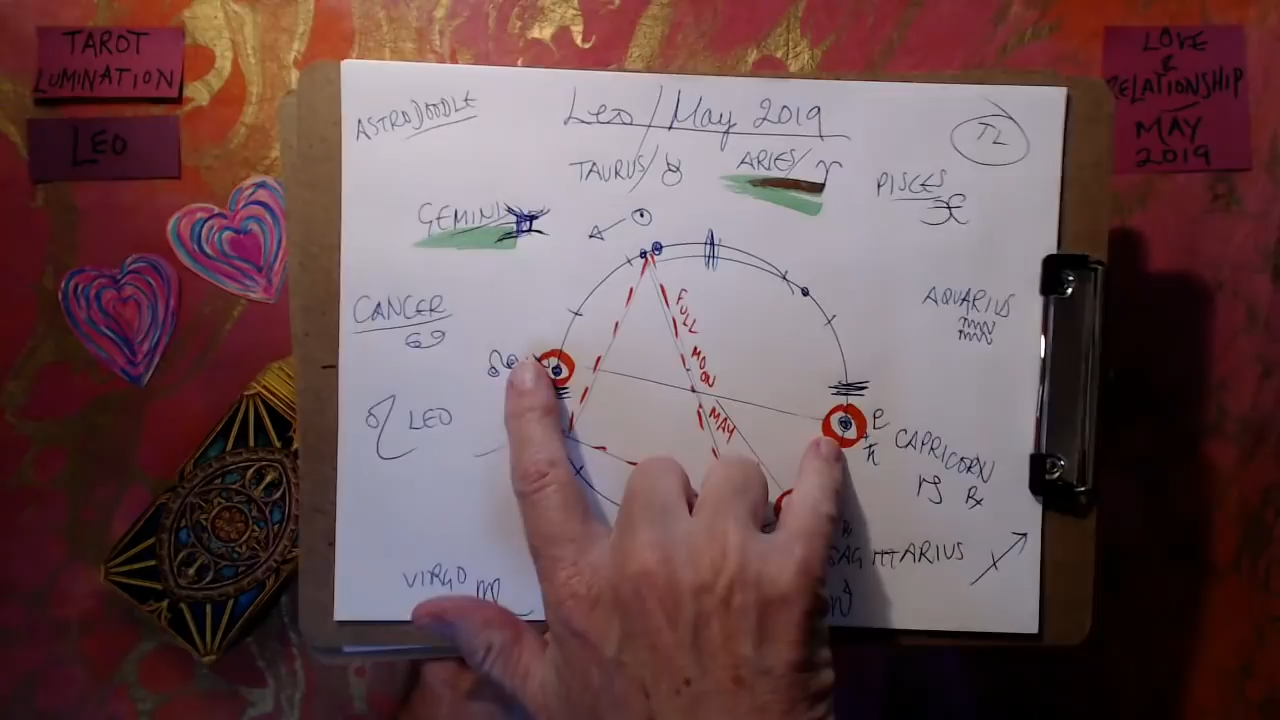 TAROT
LUMINATION
LEO
LOVE
&
RELATIONSHIP
MAY
2019
ASTRODOODLE
Leo/May 2019
TL
TAURUS/♉
ARIES/♈
PISCES
♓
GEMINI ♊
CANCER
♋
AQUARIUS
♒
FULL
MOON
MAY
♌ LEO
P
♄
CAPRICORN
♑ ℞
℞
SAGITTARIUS ♐
VIRGO ♍